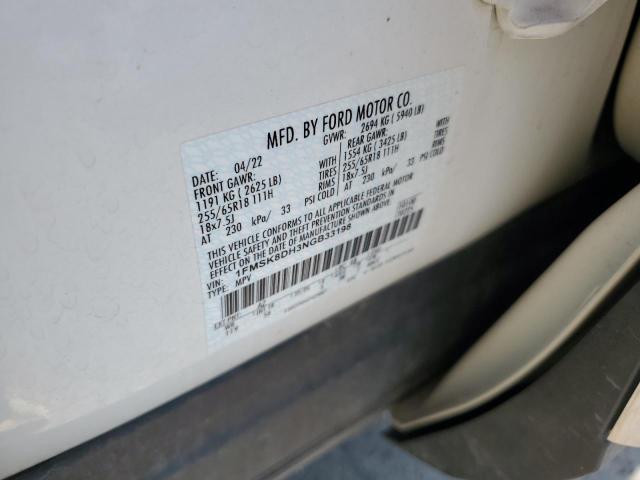 MFD. BY FORD MOTOR CO.
DATE: 04/22 GVWR: 2694 KG ( 5940 LB)
FRONT GAWR: REAR GAWR:
1191 KG ( 2625 LB) WITH 1554 KG ( 3425 LB) WITH
255/65R18 111H TIRES 255/65R18 111H TIRES
18x7.5J RIMS 18x7.5J RIMS
AT 230 kPa/ 33 PSI COLD AT 230 kPa/ 33 PSI COLD
THIS VEHICLE CONFORMS TO ALL APPLICABLE FEDERAL MOTOR
VEHICLE SAFETY AND THEFT PREVENTION STANDARDS IN
EFFECT ON THE DATE OF MANUFACTURE SHOWN ABOVE.
VIN: 1FMSK8DH3NGB33198
TYPE: MPV
EXT PNT: